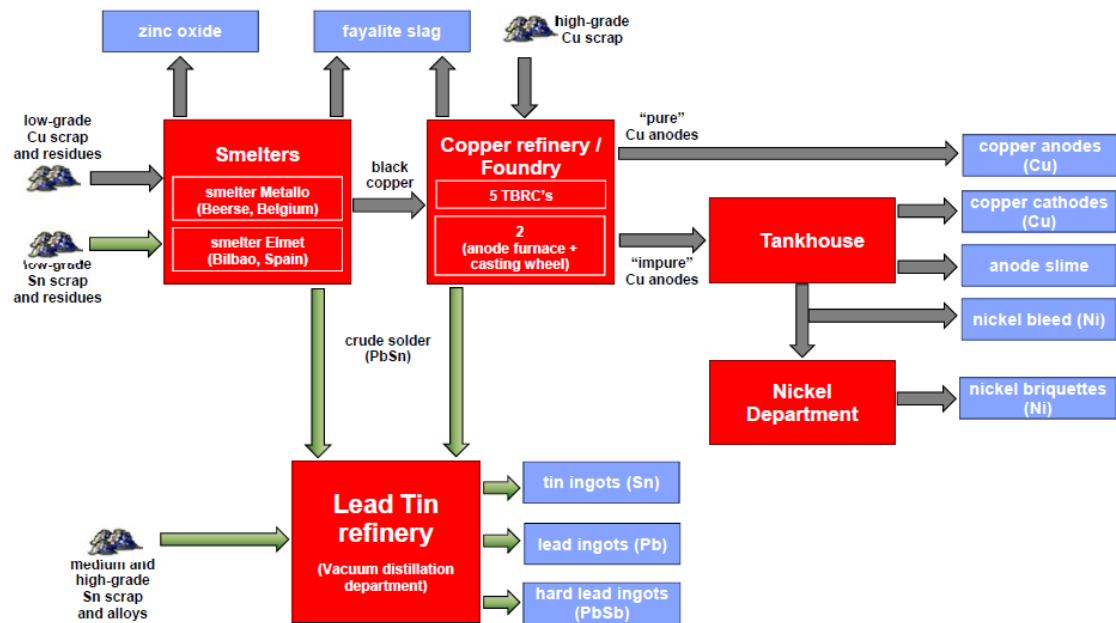 zinc oxide
fayalite slag
high-grade
Cu scrap
low-grade
Cu scrap
and residues
low-grade
Sn scrap
and residues
Smelters
smelter Metallo
(Beerse, Belgium)
smelter Elmet
(Bilbao, Spain)
black
copper
Copper refinery /
Foundry
5 TBRC's
2
(anode furnace +
casting wheel)
“pure”
Cu anodes
“impure”
Cu anodes
copper anodes
(Cu)
Tankhouse
copper cathodes
(Cu)
anode slime
nickel bleed (Ni)
Nickel
Department
nickel briquettes
(Ni)
crude solder
(PbSn)
medium and
high-grade
Sn scrap
and alloys
Lead Tin
refinery
(Vacuum distillation
department)
tin ingots (Sn)
lead ingots (Pb)
hard lead ingots
(PbSb)